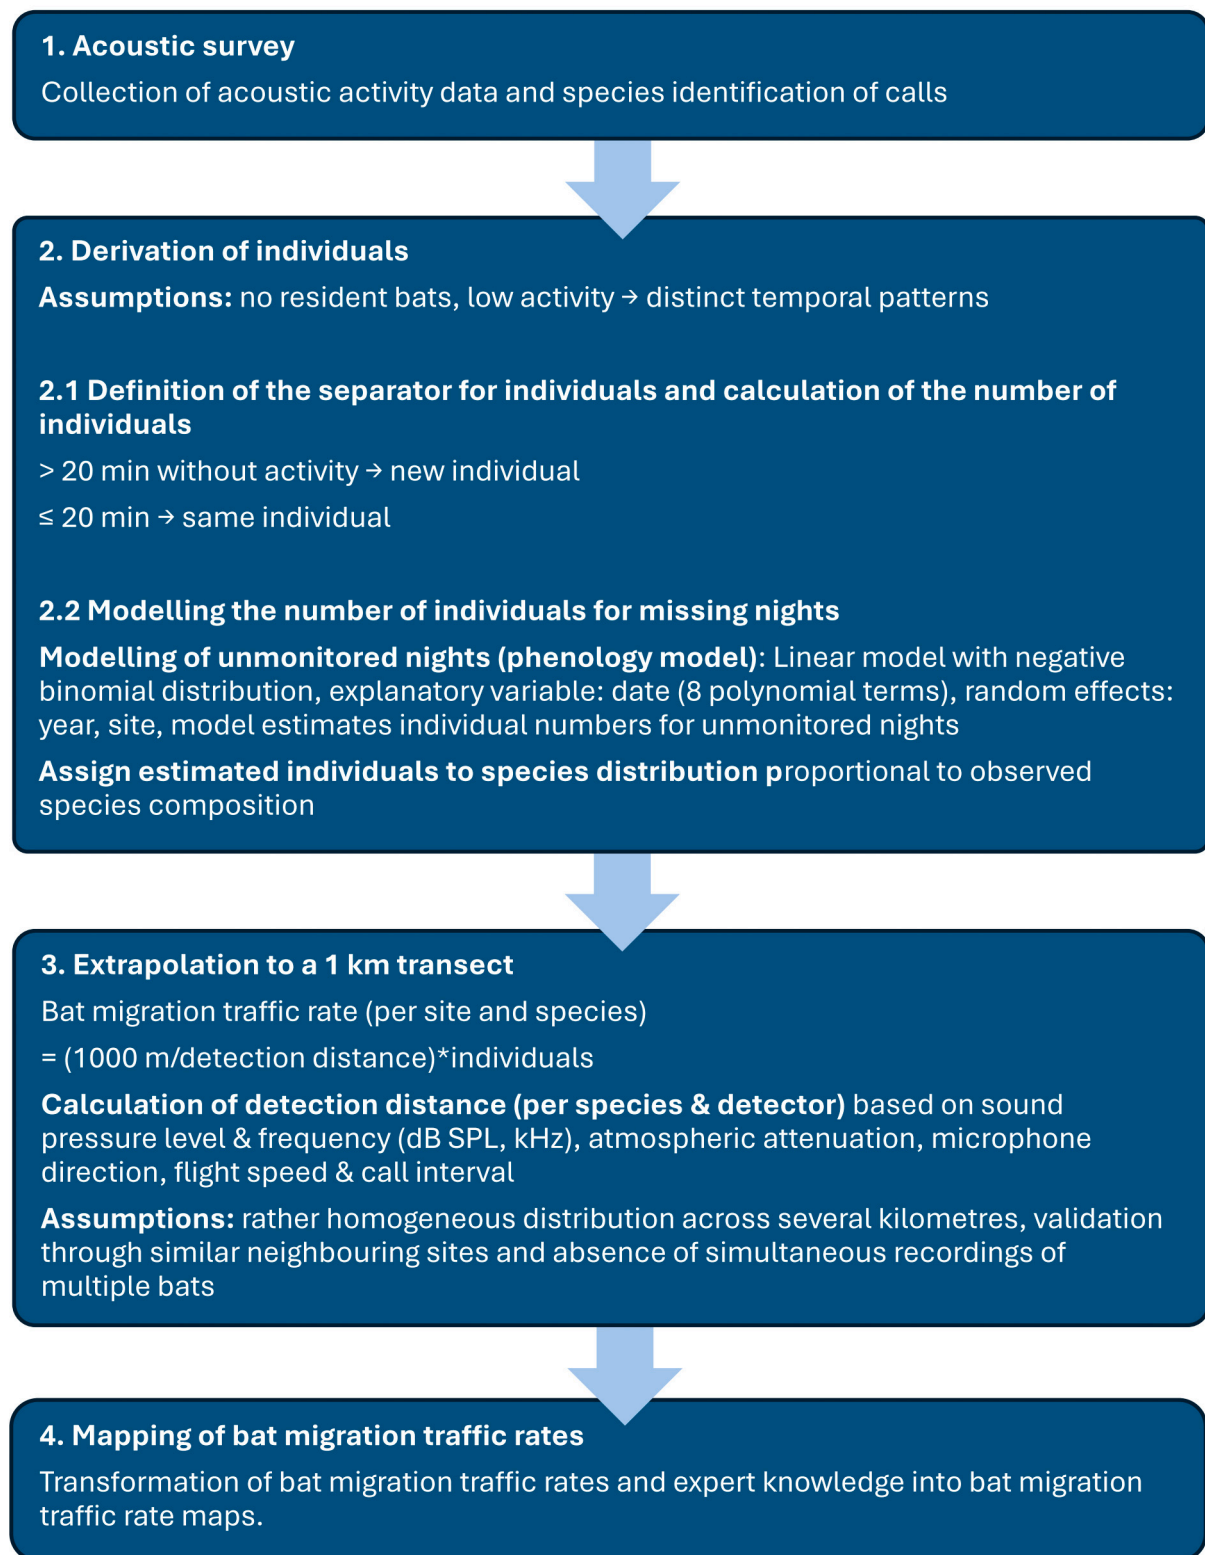 1. Acoustic survey
Collection of acoustic activity data and species identification of calls
2. Derivation of individuals
Assumptions: no resident bats, low activity → distinct temporal patterns
2.1 Definition of the separator for individuals and calculation of the number of
individuals
> 20 min without activity → new individual
≤ 20 min → same individual
2.2 Modelling the number of individuals for missing nights
Modelling of unmonitored nights (phenology model): Linear model with negative
binomial distribution, explanatory variable: date (8 polynomial terms), random effects:
year, site, model estimates individual numbers for unmonitored nights
Assign estimated individuals to species distribution proportional to observed
species composition
3. Extrapolation to a 1 km transect
Bat migration traffic rate (per site and species)
= (1000 m/detection distance)*individuals
Calculation of detection distance (per species & detector) based on sound
pressure level & frequency (dB SPL, kHz), atmospheric attenuation, microphone
direction, flight speed & call interval
Assumptions: rather homogeneous distribution across several kilometres, validation
through similar neighbouring sites and absence of simultaneous recordings of
multiple bats
4. Mapping of bat migration traffic rates
Transformation of bat migration traffic rates and expert knowledge into bat migration
traffic rate maps.